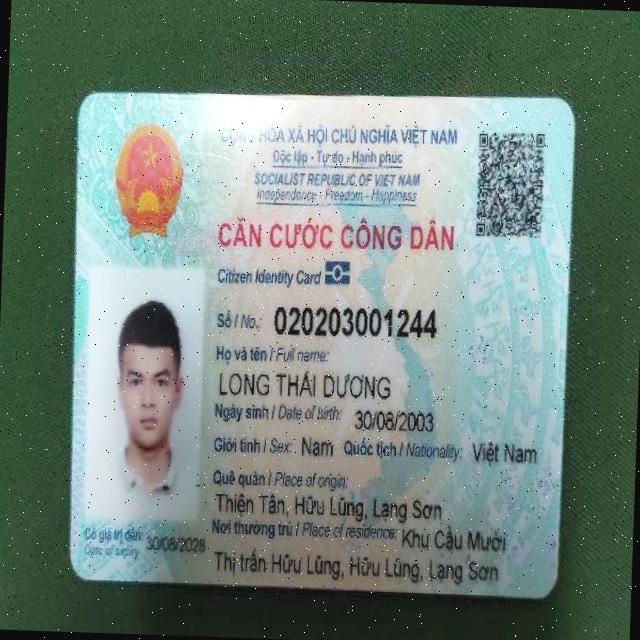 CỘNG HÒA XÃ HỘI CHỦ NGHĨA VIỆT NAM
Độc lập - Tự do - Hạnh phúc
SOCIALIST REPUBLIC OF VIET NAM
Independence - Freedom - Happiness
CĂN CƯỚC CÔNG DÂN
Citizen Identity Card
Số / No.: 020203001244
Họ và tên / Full name:
LONG THÁI DƯƠNG
Ngày sinh / Date of birth: 30/08/2003
Giới tính / Sex: Nam Quốc tịch / Nationality: Việt Nam
Quê quán / Place of origin:
Thiện Tân, Hữu Lũng, Lạng Sơn
Nơi thường trú / Place of residence: Khu Cầu Mười
Thị trấn Hữu Lũng, Hữu Lũng, Lạng Sơn
Có giá trị đến: 30/08/2028
Date of expiry